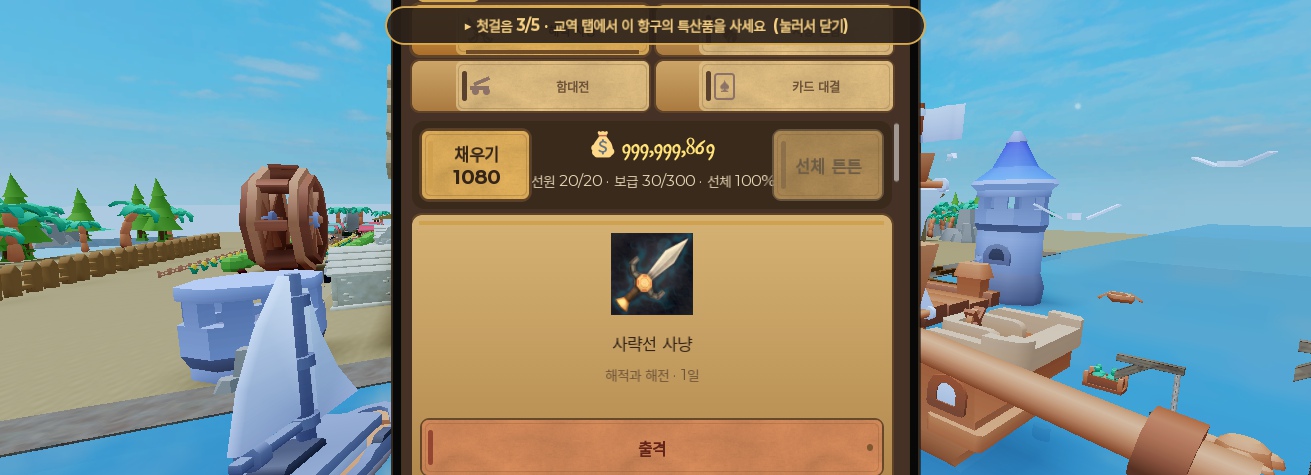 ▸ 첫걸음 3/5 · 교역 탭에서 이 항구의 특산품을 사세요 (눌러서 닫기)
함대전
카드 대결
채우기
1080
999,999,869
선원 20/20 · 보급 30/300 · 선체 100%
선체 튼튼
사략선 사냥
해적과 해전 · 1일
출격